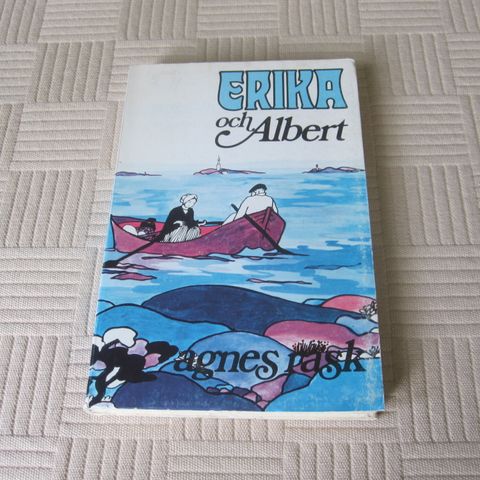 ERIKA
och Albert
agnes rask